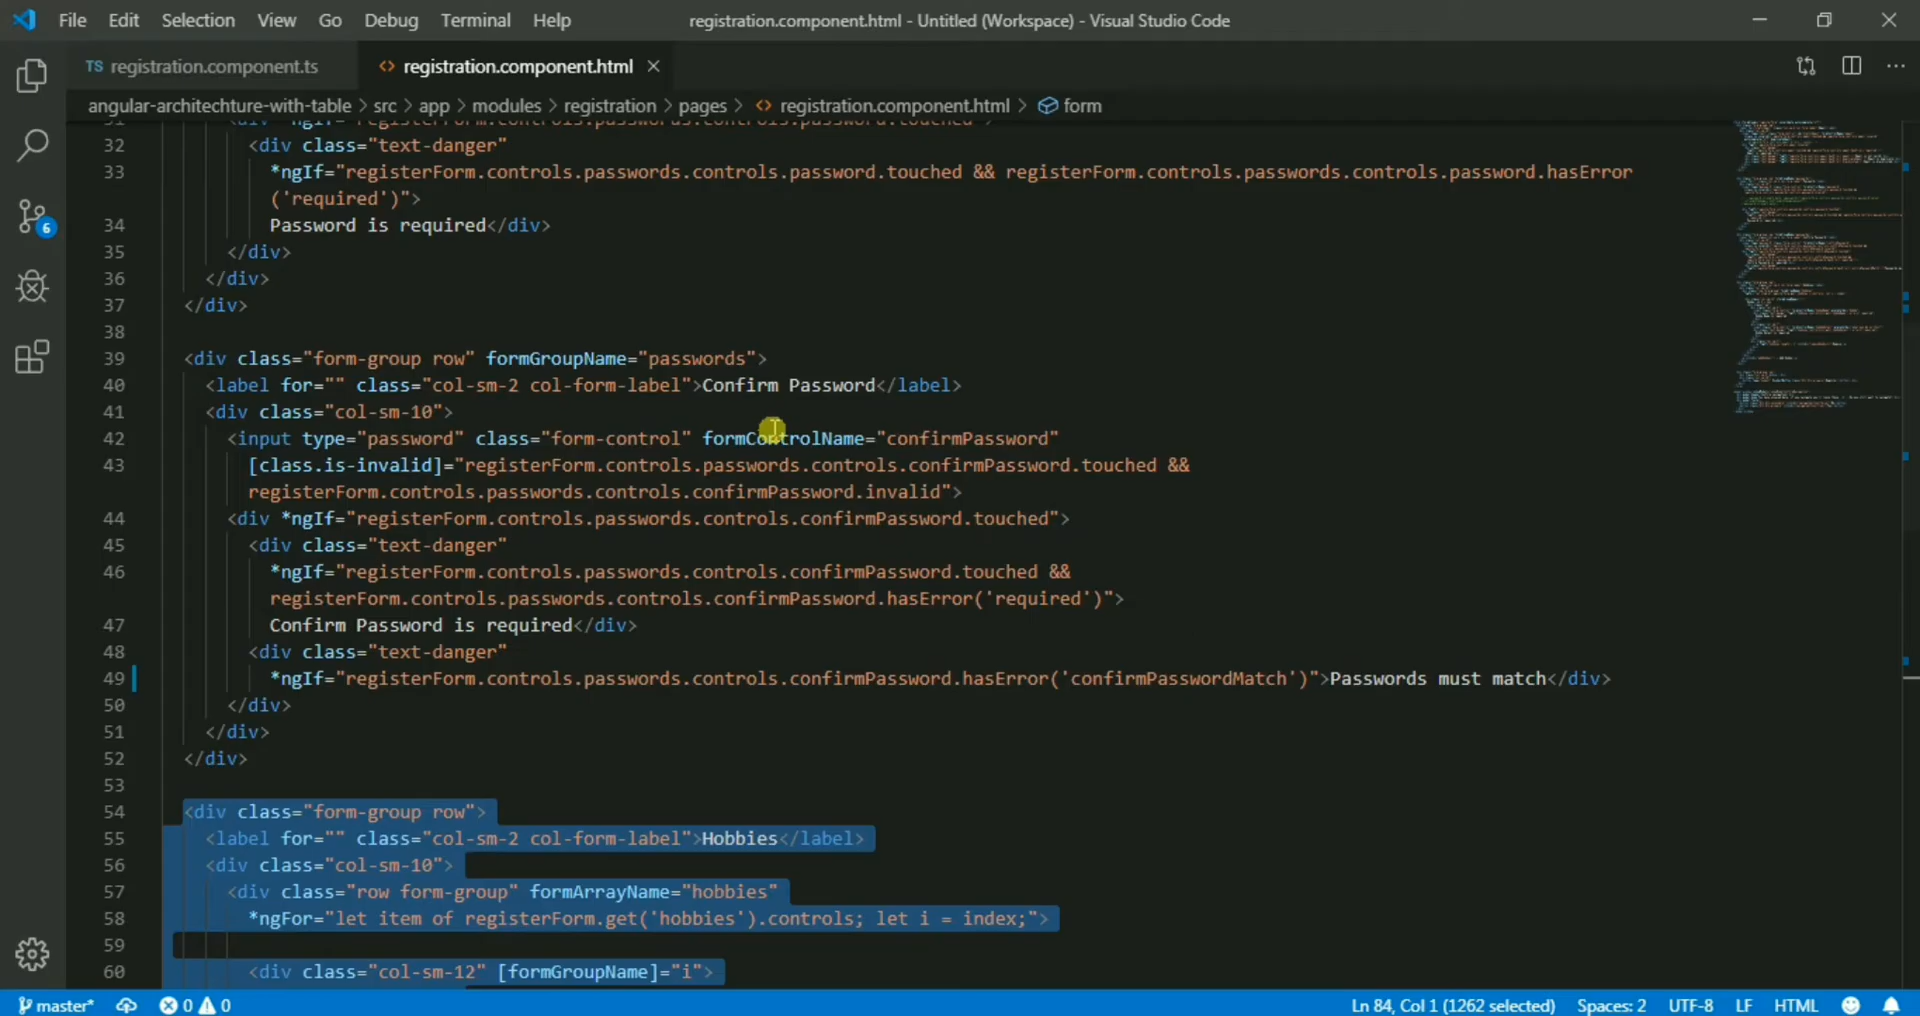 File Edit Selection View Go Debug Terminal Help registration.component.html - Untitled (Workspace) - Visual Studio Code
TS registration.component.ts <> registration.component.html
angular-architechture-with-table > src > app > modules > registration > pages > <> registration.component.html > form
31 <div *ngIf="registerForm.controls.passwords.controls.password.touched">
32 <div class="text-danger"
33 *ngIf="registerForm.controls.passwords.controls.password.touched && registerForm.controls.passwords.controls.password.hasError
('required')">
34 Password is required</div>
35 </div>
36 </div>
37 </div>
38
39 <div class="form-group row" formGroupName="passwords">
40 <label for="" class="col-sm-2 col-form-label">Confirm Password</label>
41 <div class="col-sm-10">
42 <input type="password" class="form-control" formControlName="confirmPassword"
43 [class.is-invalid]="registerForm.controls.passwords.controls.confirmPassword.touched &&
registerForm.controls.passwords.controls.confirmPassword.invalid">
44 <div *ngIf="registerForm.controls.passwords.controls.confirmPassword.touched">
45 <div class="text-danger"
46 *ngIf="registerForm.controls.passwords.controls.confirmPassword.touched &&
registerForm.controls.passwords.controls.confirmPassword.hasError('required')">
47 Confirm Password is required</div>
48 <div class="text-danger"
49 *ngIf="registerForm.controls.passwords.controls.confirmPassword.hasError('confirmPasswordMatch')">Passwords must match</div>
50 </div>
51 </div>
52 </div>
53
54 <div class="form-group row">
55 <label for="" class="col-sm-2 col-form-label">Hobbies</label>
56 <div class="col-sm-10">
57 <div class="row form-group" formArrayName="hobbies"
58 *ngFor="let item of registerForm.get('hobbies').controls; let i = index;">
59
60 <div class="col-sm-12" [formGroupName]="i">
6
master* 0 0 Ln 84, Col 1 (1262 selected) Spaces: 2 UTF-8 LF HTML